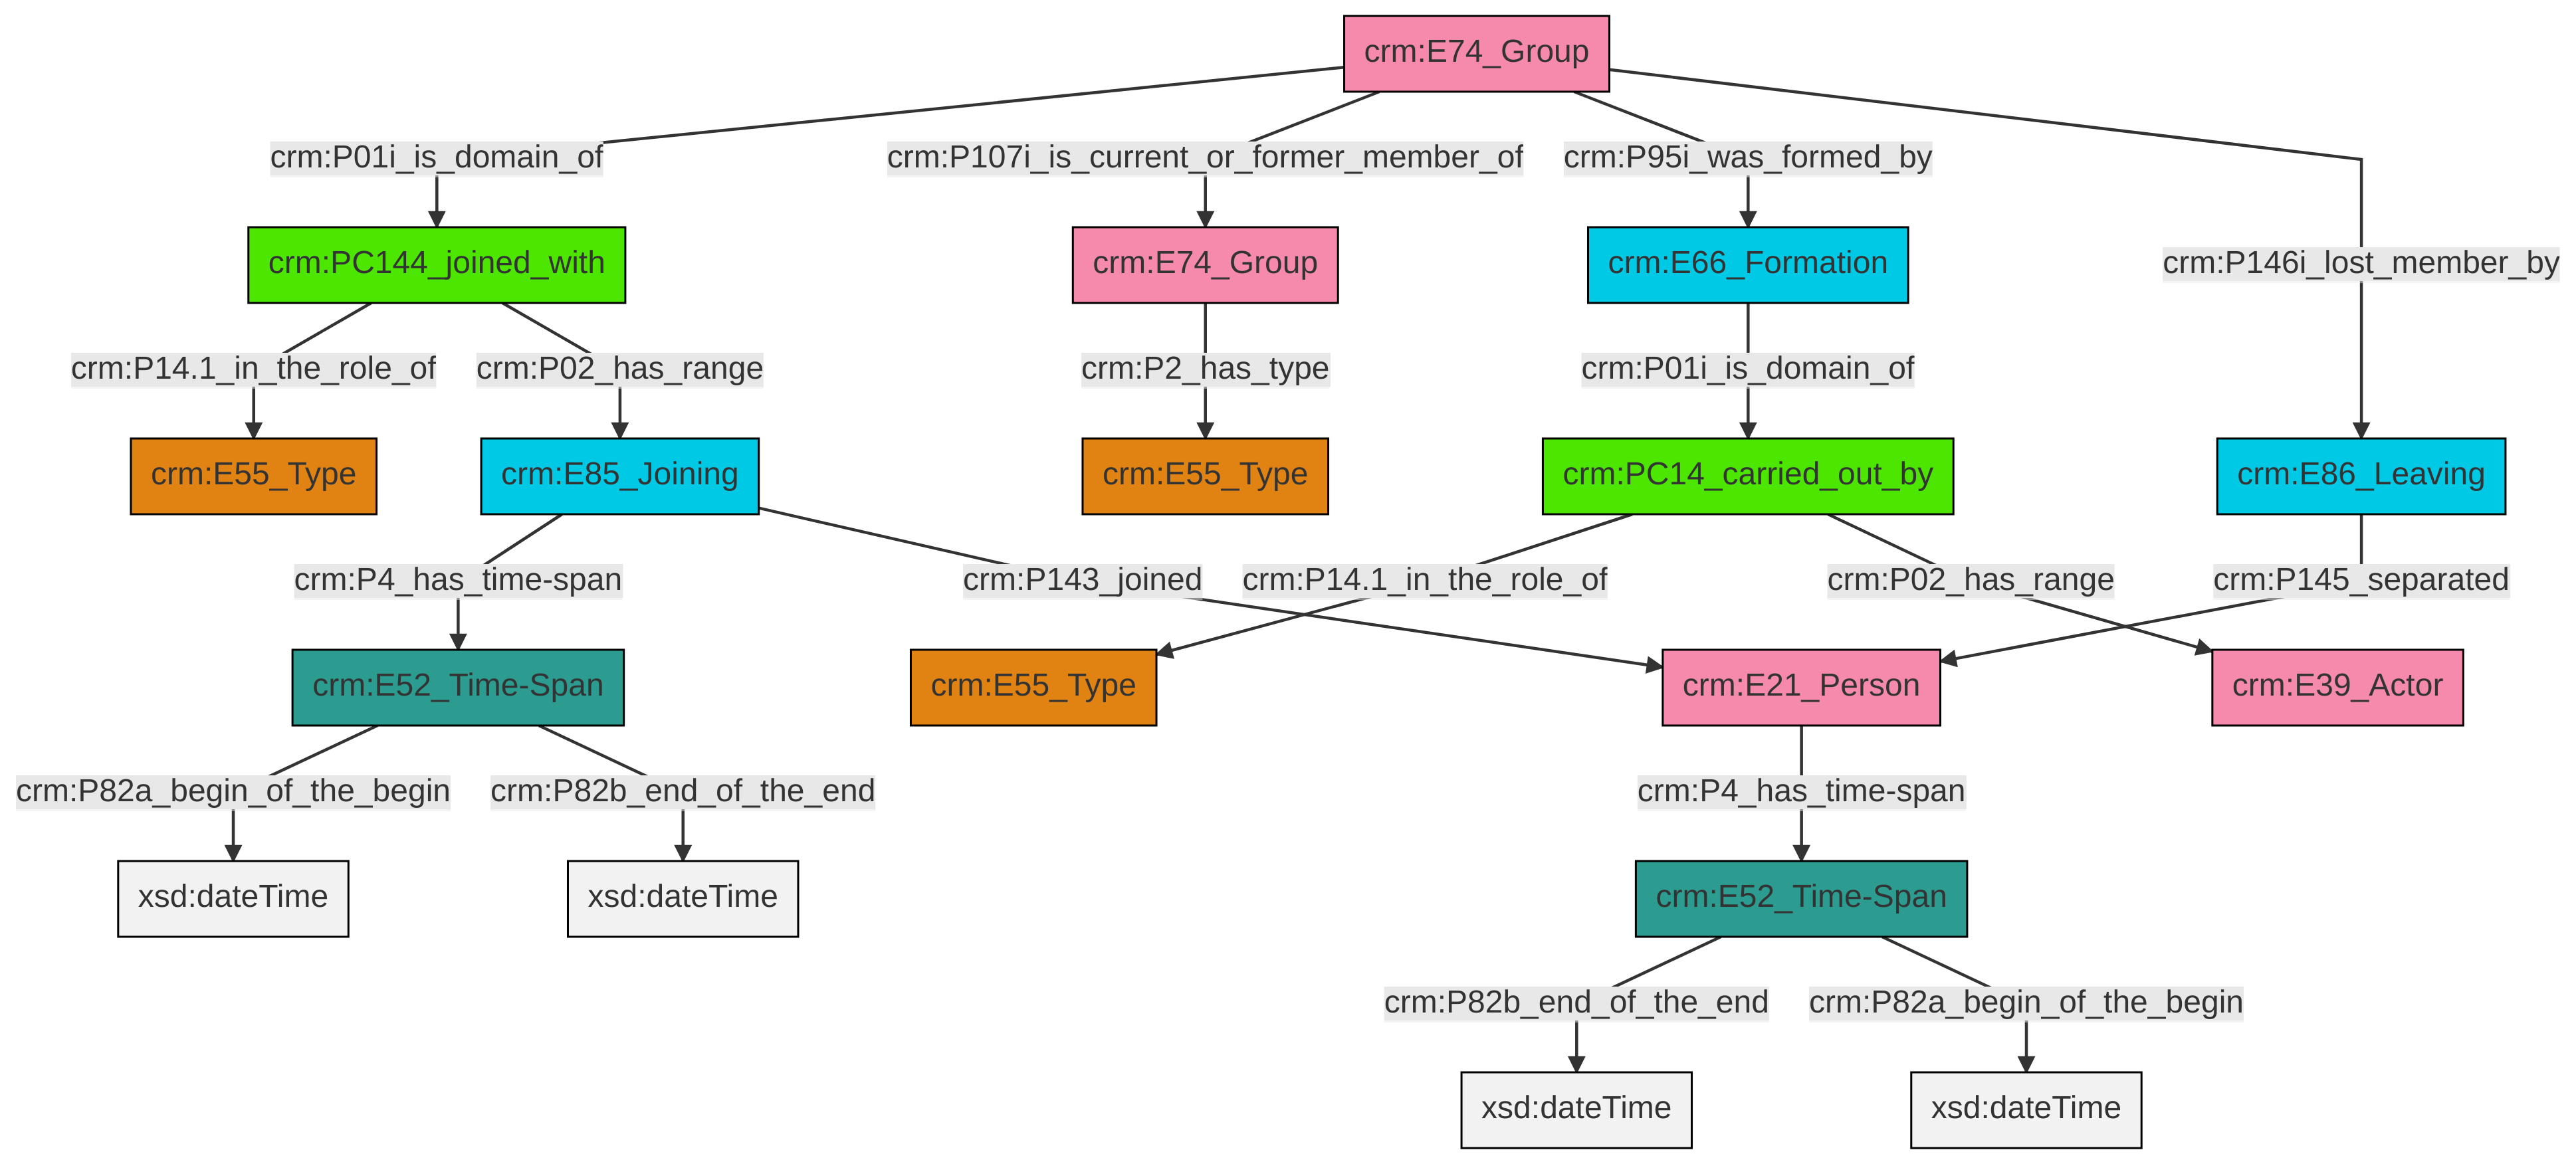 crm:E74_Group
crm:P01i_is_domain_of
crm:P107i_is_current_or_former_member_of
crm:P95i_was_formed_by
crm:PC144_joined_with
crm:E74_Group
crm:E66_Formation
crm:P146i_lost_member_by
crm:P14.1_in_the_role_of
crm:P02_has_range
crm:P2_has_type
crm:P01i_is_domain_of
crm:E55_Type
crm:E85_Joining
crm:E55_Type
crm:PC14_carried_out_by
crm:E86_Leaving
crm:P4_has_time-span
crm:P143_joined
crm:P14.1_in_the_role_of
crm:P02_has_range
crm:P145_separated
crm:E52_Time-Span
crm:E55_Type
crm:E21_Person
crm:E39_Actor
crm:P82a_begin_of_the_begin
crm:P82b_end_of_the_end
crm:P4_has_time-span
xsd:dateTime
xsd:dateTime
crm:E52_Time-Span
crm:P82b_end_of_the_end
crm:P82a_begin_of_the_begin
xsd:dateTime
xsd:dateTime